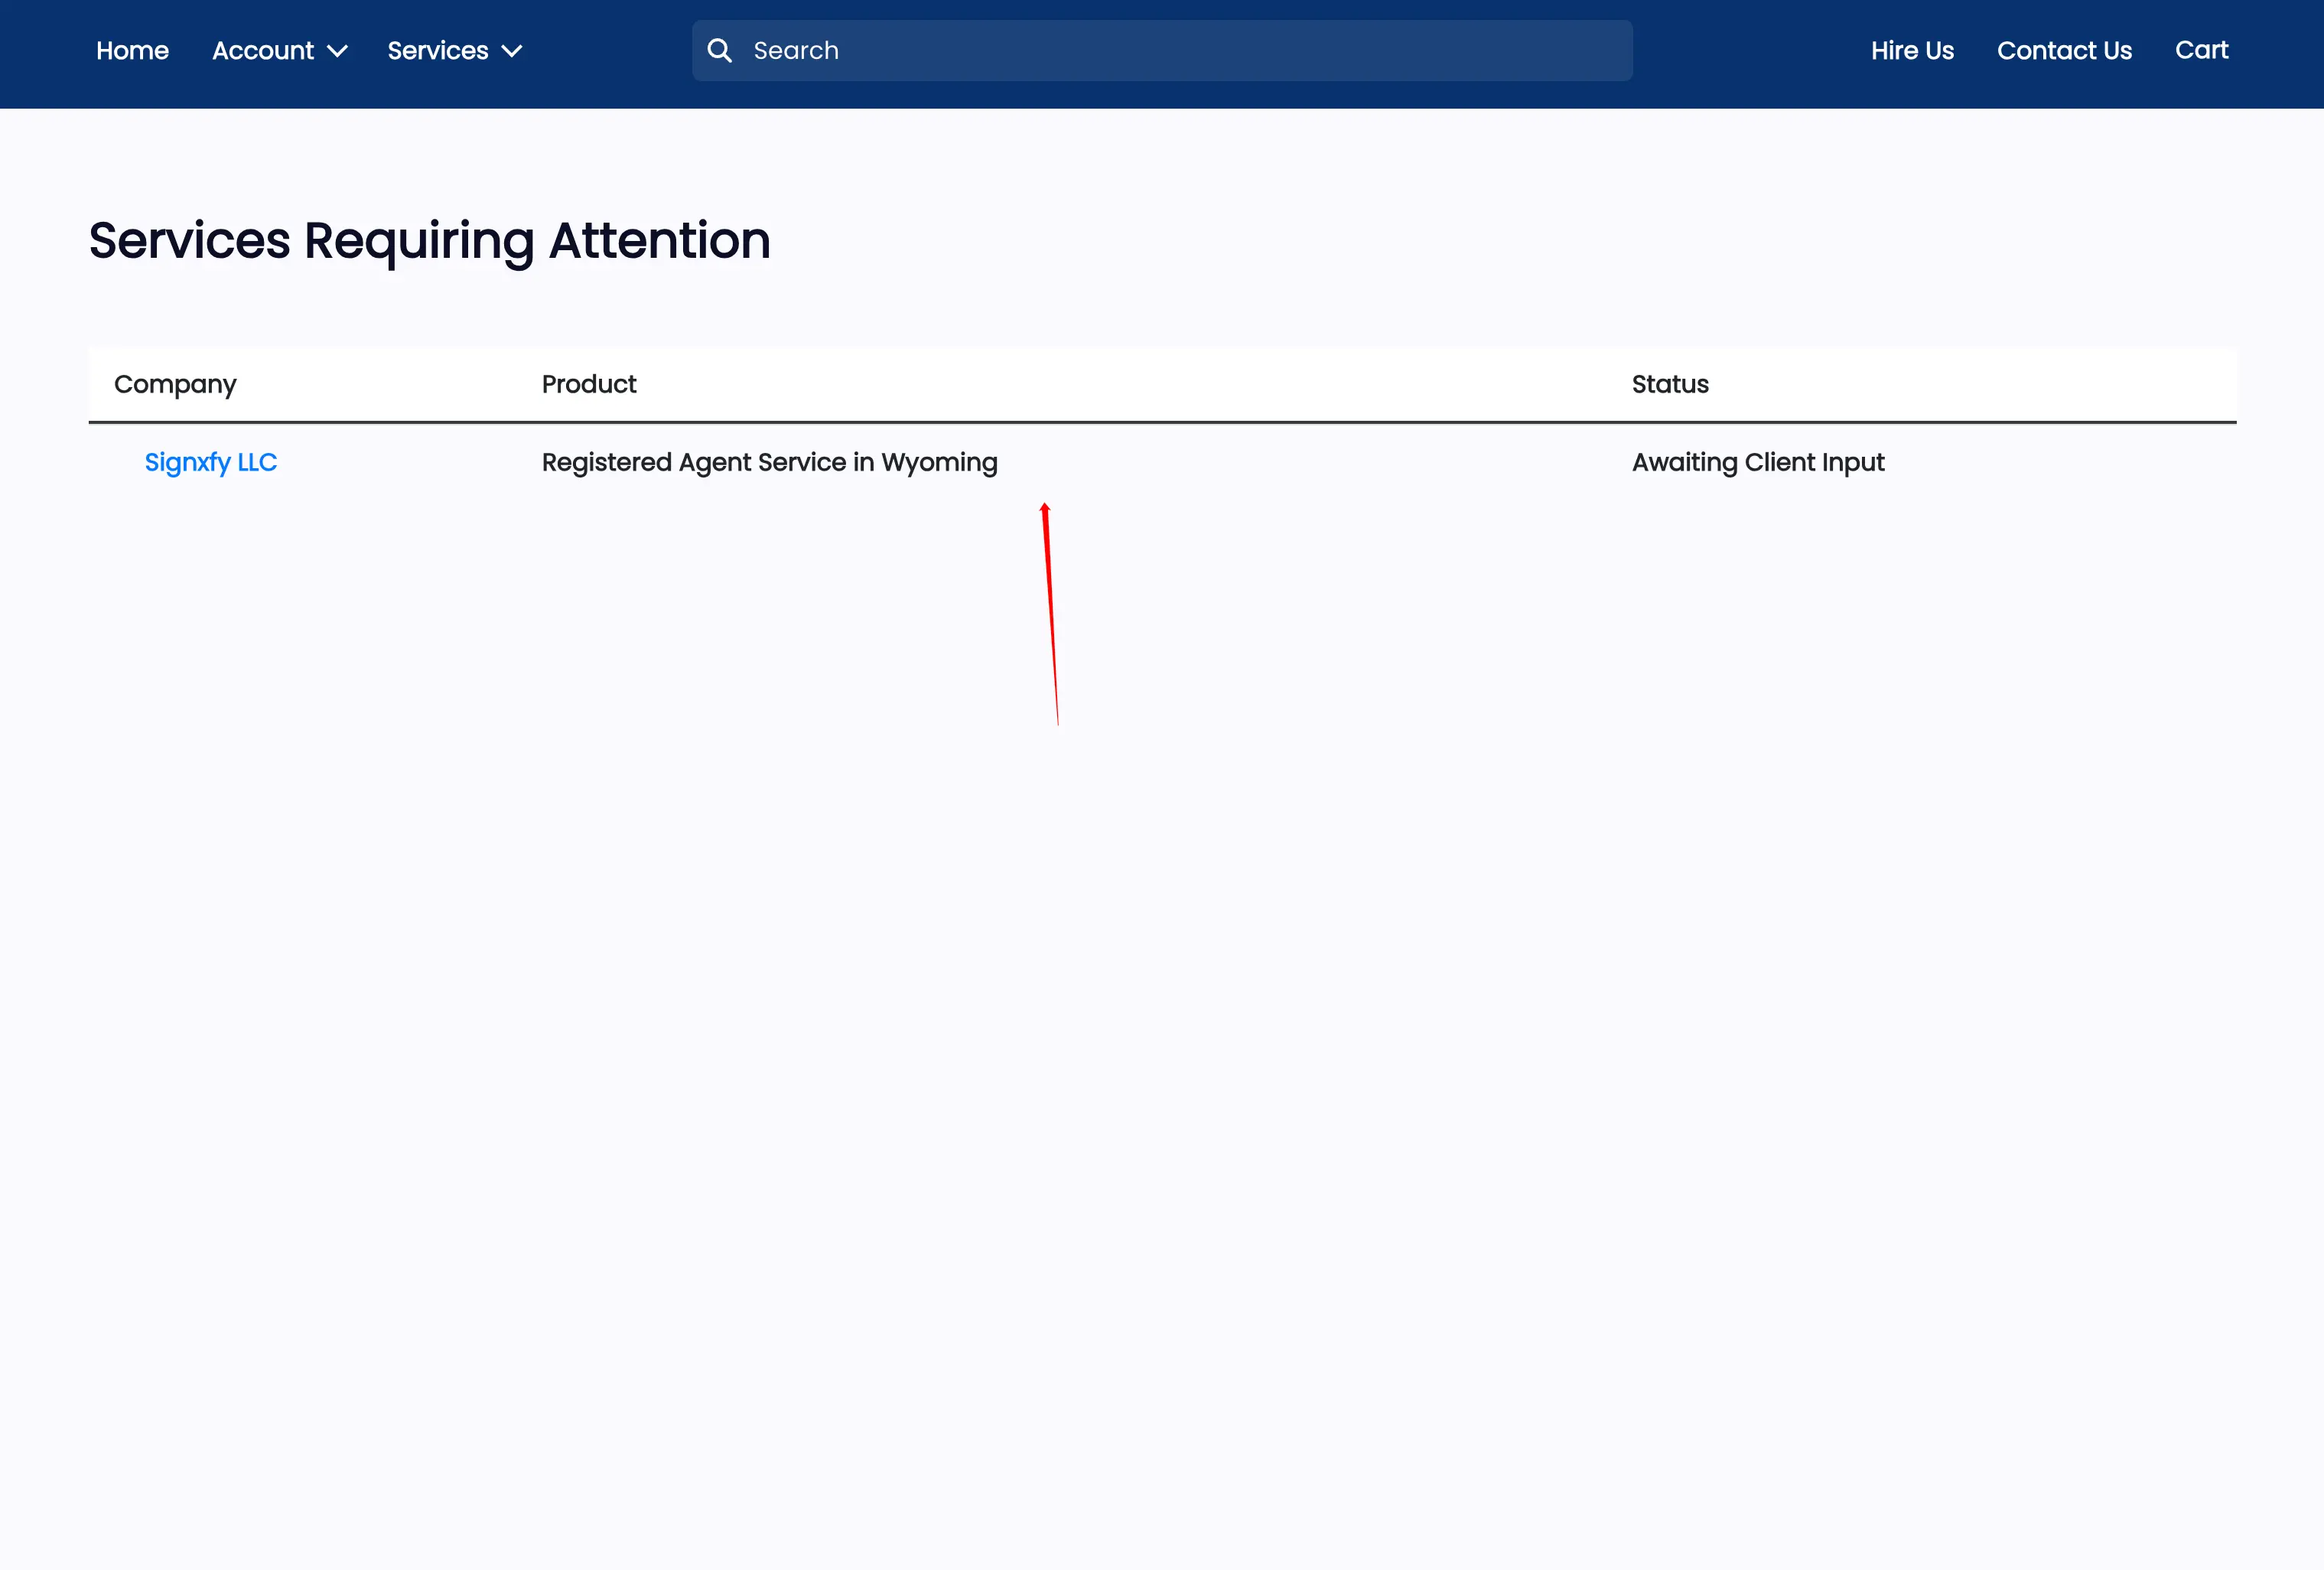 Home Account Services Search Hire Us Contact Us Cart
Services Requiring Attention
Company Product Status
Signxfy LLC Registered Agent Service in Wyoming Awaiting Client Input